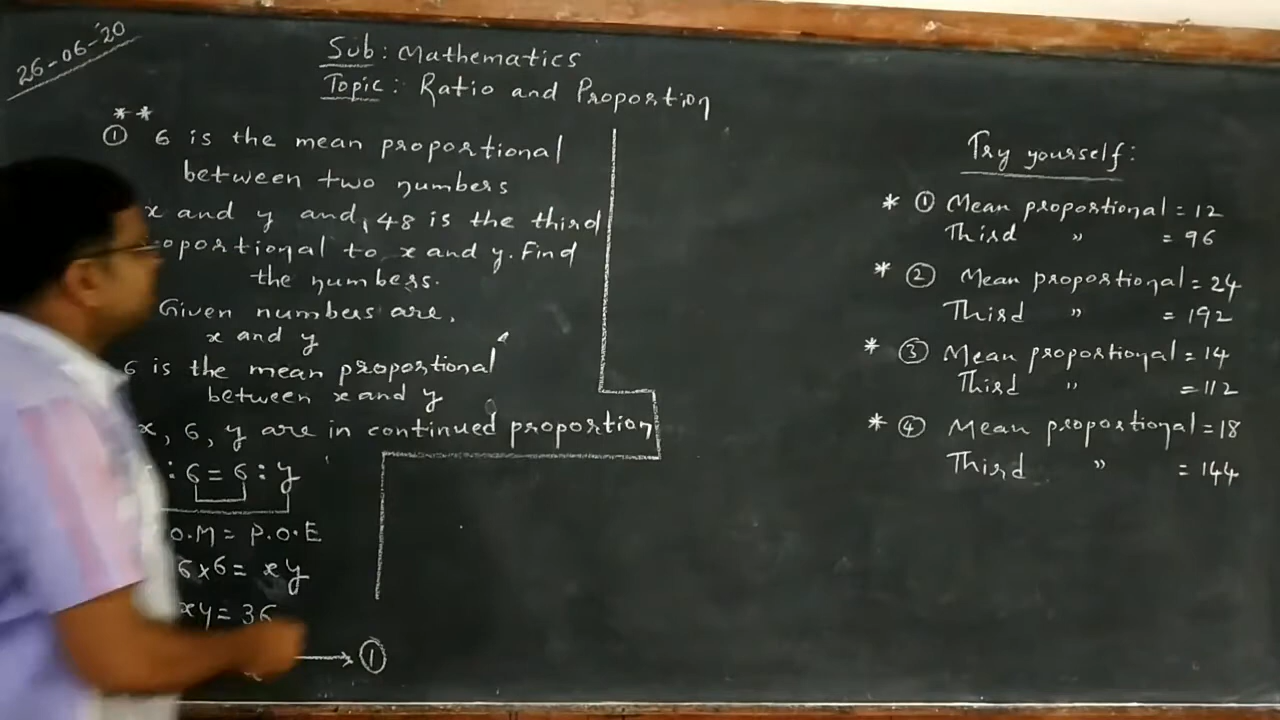 26-06-20
Sub: Mathematics
Topic: Ratio and Proportion
**
① 6 is the mean proportional
between two numbers
x and y and, 48 is the third
oportional to x and y. Find
the numbers.
Given numbers are,
x and y
6 is the mean proportional
between x and y
x, 6, y are in continued proportion
: 6 = 6 : y
O.M = P.O.E
6×6 = xy
xy = 36
→ ①
Try yourself:
* ① Mean proportional = 12
Third " = 96
* ② Mean proportional = 24
Third " = 192
* ③ Mean proportional = 14
Third " = 112
* ④ Mean proportional = 18
Third " = 144